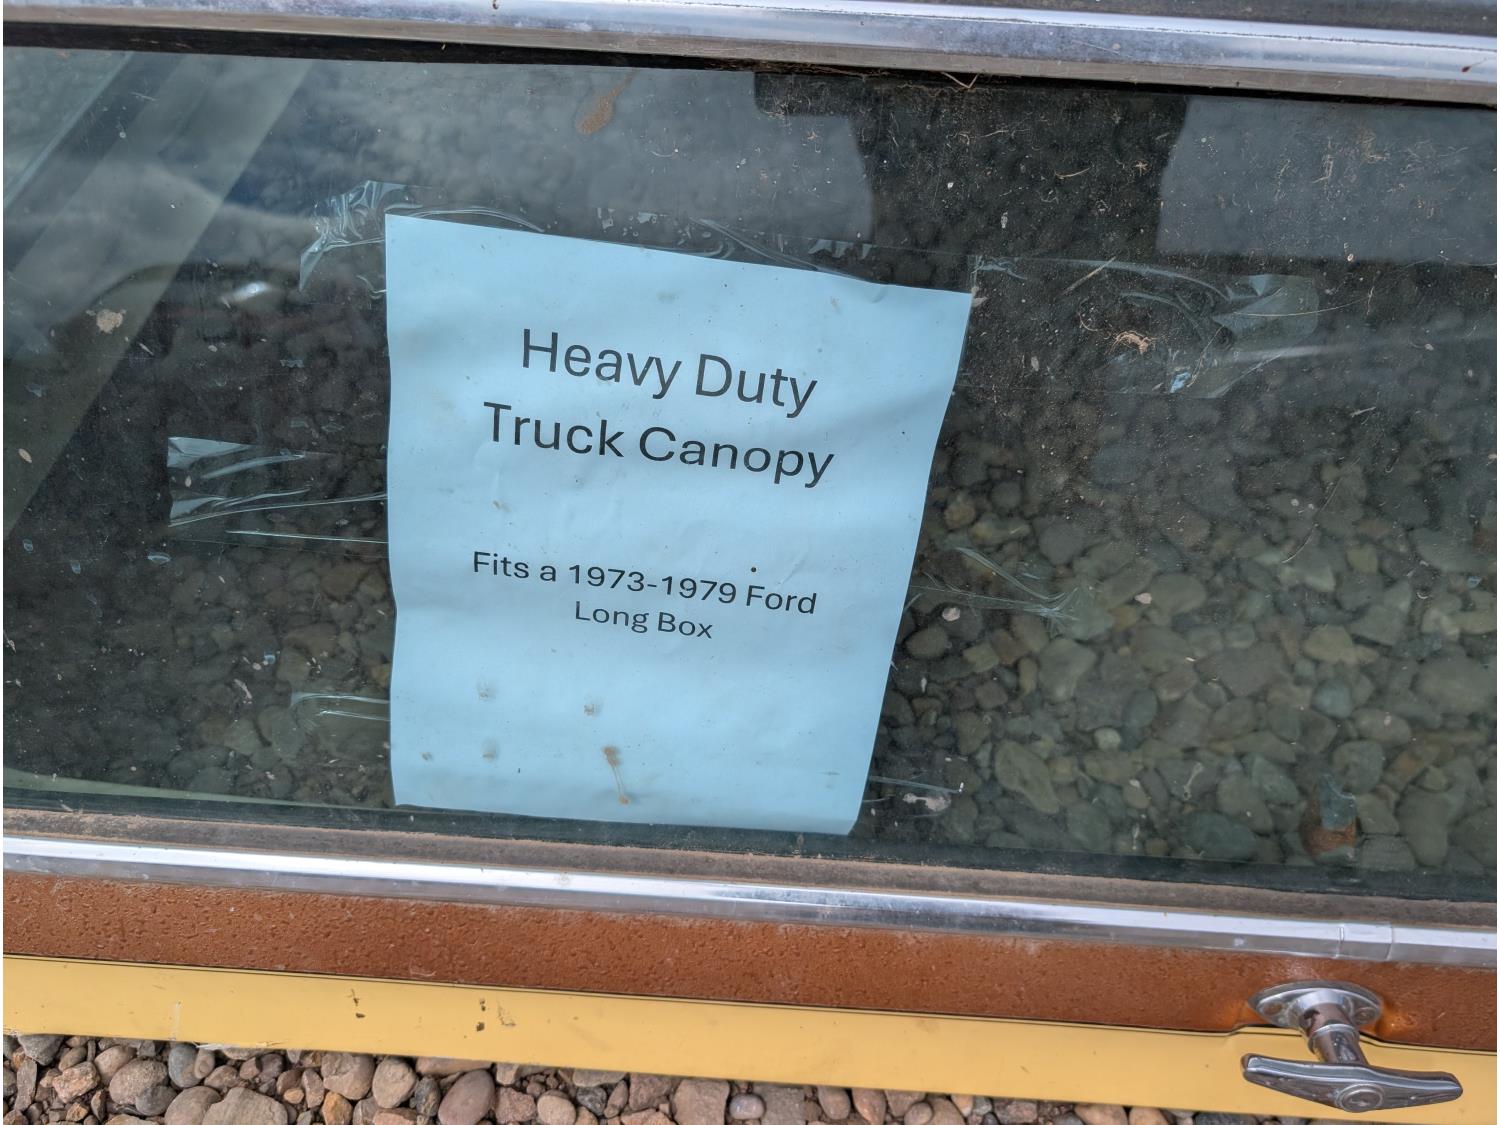 Heavy Duty
Truck Canopy
Fits a 1973-1979 Ford
Long Box